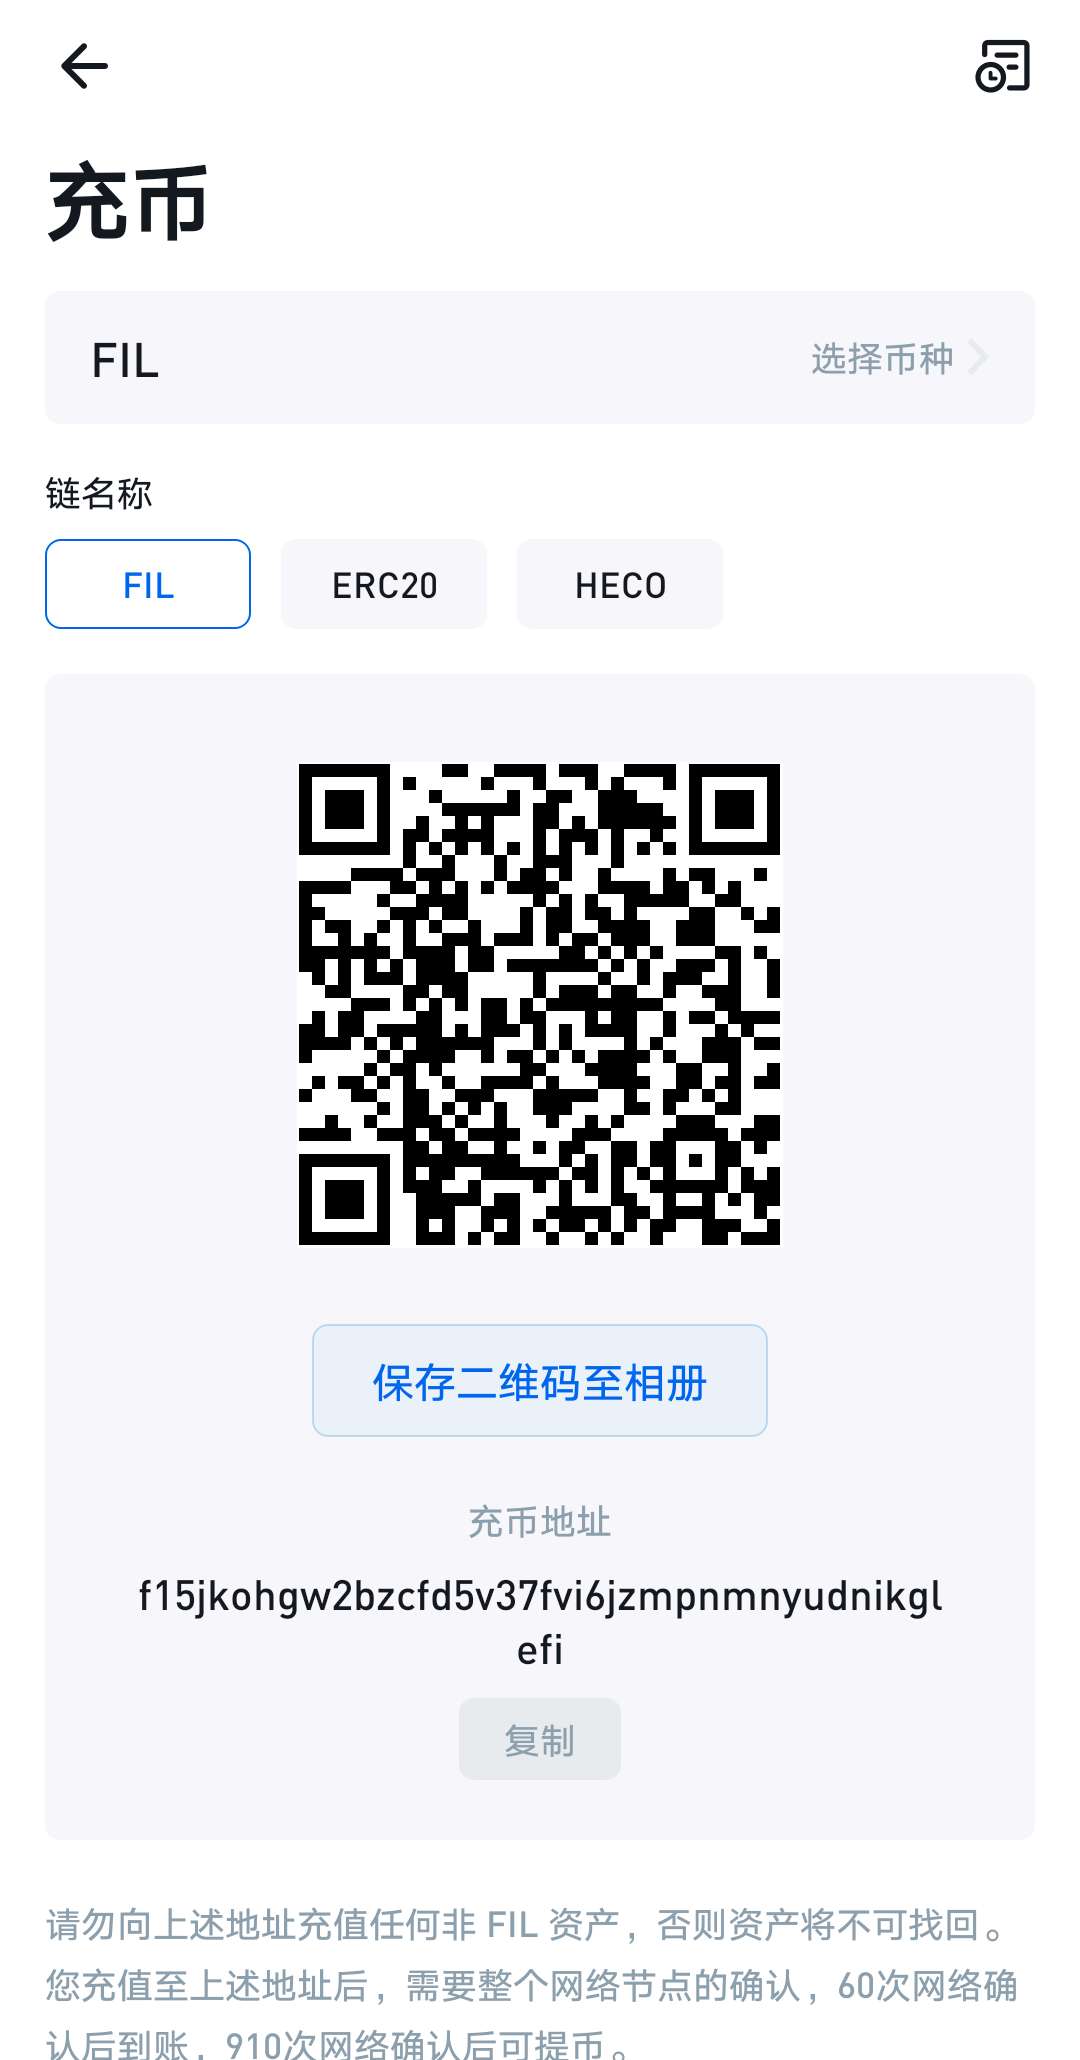 充币
FIL
选择币种
链名称
FIL
ERC20
HECO
保存二维码至相册
充币地址
f15jkohgw2bzcfd5v37fvi6jzmpnmnyudnikgl
efi
复制
请勿向上述地址充值任何非 FIL 资产，否则资产将不可找回。
您充值至上述地址后，需要整个网络节点的确认，60次网络确
认后到账，910次网络确认后可提币。